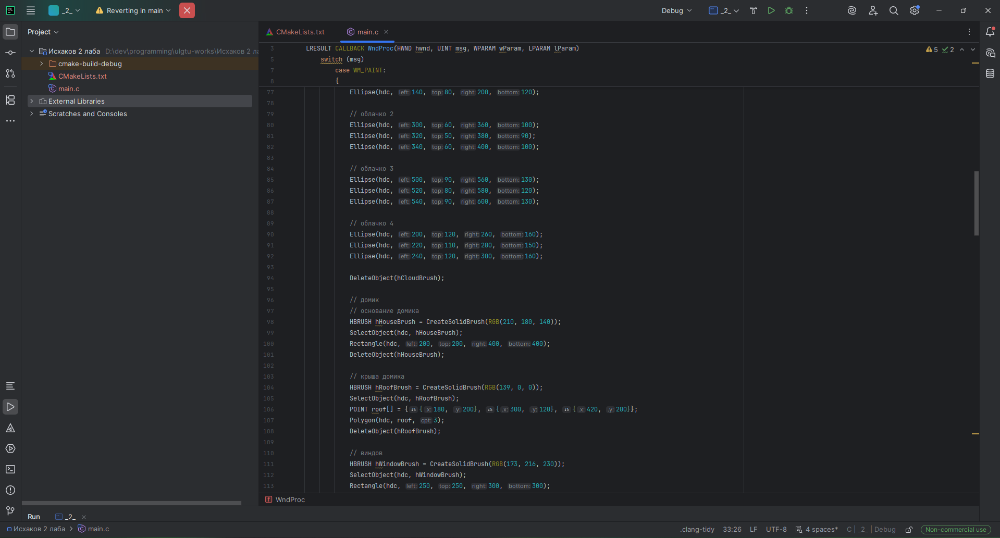 CL
_2_
Reverting in main
Debug
_2_
Project
CMakeLists.txt
main.c
Исхаков 2 лаба D:\dev\programming\ulgtu-works\Исхаков 2 ла
cmake-build-debug
CMakeLists.txt
main.c
External Libraries
Scratches and Consoles
5 2
3 LRESULT CALLBACK WndProc(HWND hwnd, UINT msg, WPARAM wParam, LPARAM lParam)
5 switch (msg)
7 case WM_PAINT:
8 {
77 Ellipse(hdc, left: 140, top: 80, right: 200, bottom: 120);
78
79 // облачко 2
80 Ellipse(hdc, left: 300, top: 60, right: 360, bottom: 100);
81 Ellipse(hdc, left: 320, top: 50, right: 380, bottom: 90);
82 Ellipse(hdc, left: 340, top: 60, right: 400, bottom: 100);
83
84 // облачко 3
85 Ellipse(hdc, left: 500, top: 90, right: 560, bottom: 130);
86 Ellipse(hdc, left: 520, top: 80, right: 580, bottom: 120);
87 Ellipse(hdc, left: 540, top: 90, right: 600, bottom: 130);
88
89 // облачко 4
90 Ellipse(hdc, left: 200, top: 120, right: 260, bottom: 160);
91 Ellipse(hdc, left: 220, top: 110, right: 280, bottom: 150);
92 Ellipse(hdc, left: 240, top: 120, right: 300, bottom: 160);
93
94 DeleteObject(hCloudBrush);
95
96 // домик
97 // основание домика
98 HBRUSH hHouseBrush = CreateSolidBrush(RGB(210, 180, 140));
99 SelectObject(hdc, hHouseBrush);
100 Rectangle(hdc, left: 200, top: 200, right: 400, bottom: 400);
101 DeleteObject(hHouseBrush);
102
103 // крыша домика
104 HBRUSH hRoofBrush = CreateSolidBrush(RGB(139, 0, 0));
105 SelectObject(hdc, hRoofBrush);
106 POINT roof[] = { { .x: 180, .y: 200}, { .x: 300, .y: 120}, { .x: 420, .y: 200}};
107 Polygon(hdc, roof, cpt: 3);
108 DeleteObject(hRoofBrush);
109
110 // виндов
111 HBRUSH hWindowBrush = CreateSolidBrush(RGB(173, 216, 230));
112 SelectObject(hdc, hWindowBrush);
113 Rectangle(hdc, left: 250, top: 250, right: 300, bottom: 300);
f WndProc
Run _2_
Исхаков 2 лаба > main.c
.clang-tidy 33:26 LF UTF-8 4 spaces* C | _2_ | Debug Non-commercial use